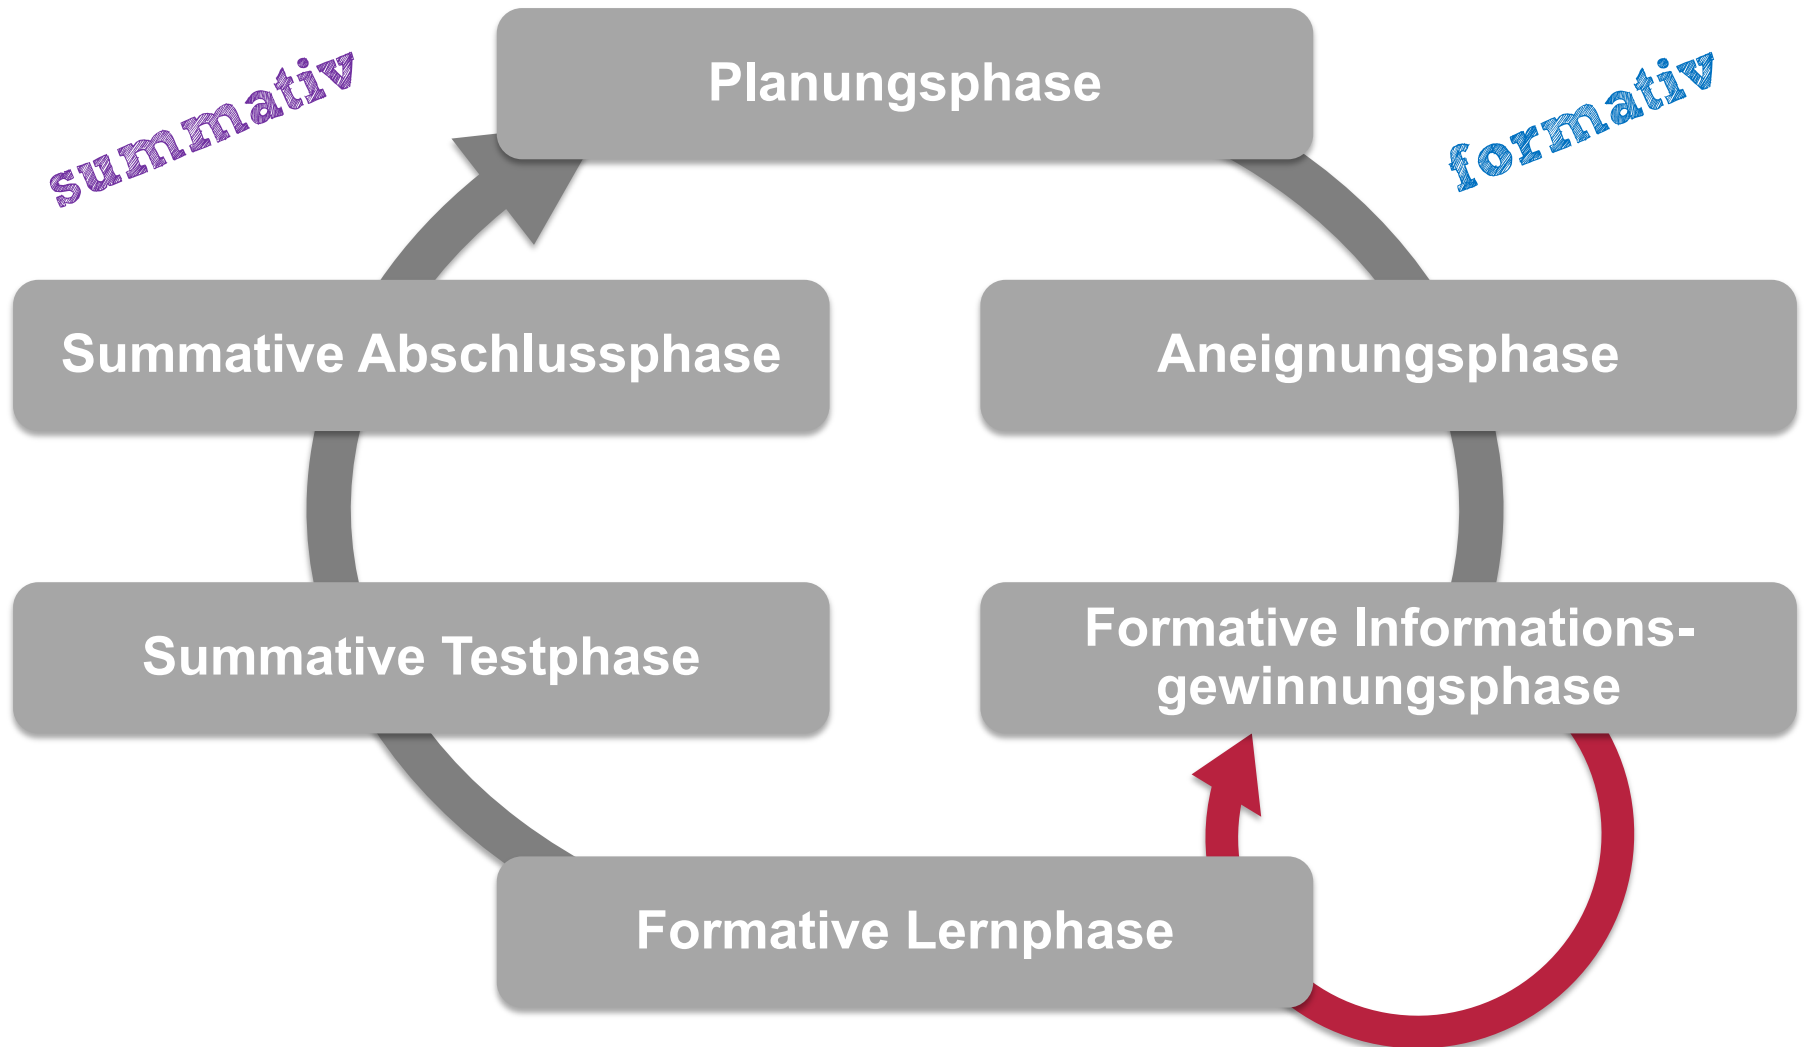 summativ
Planungsphase
formativ
Summative Abschlussphase
Aneignungsphase
Summative Testphase
Formative Informations-
gewinnungsphase
Formative Lernphase